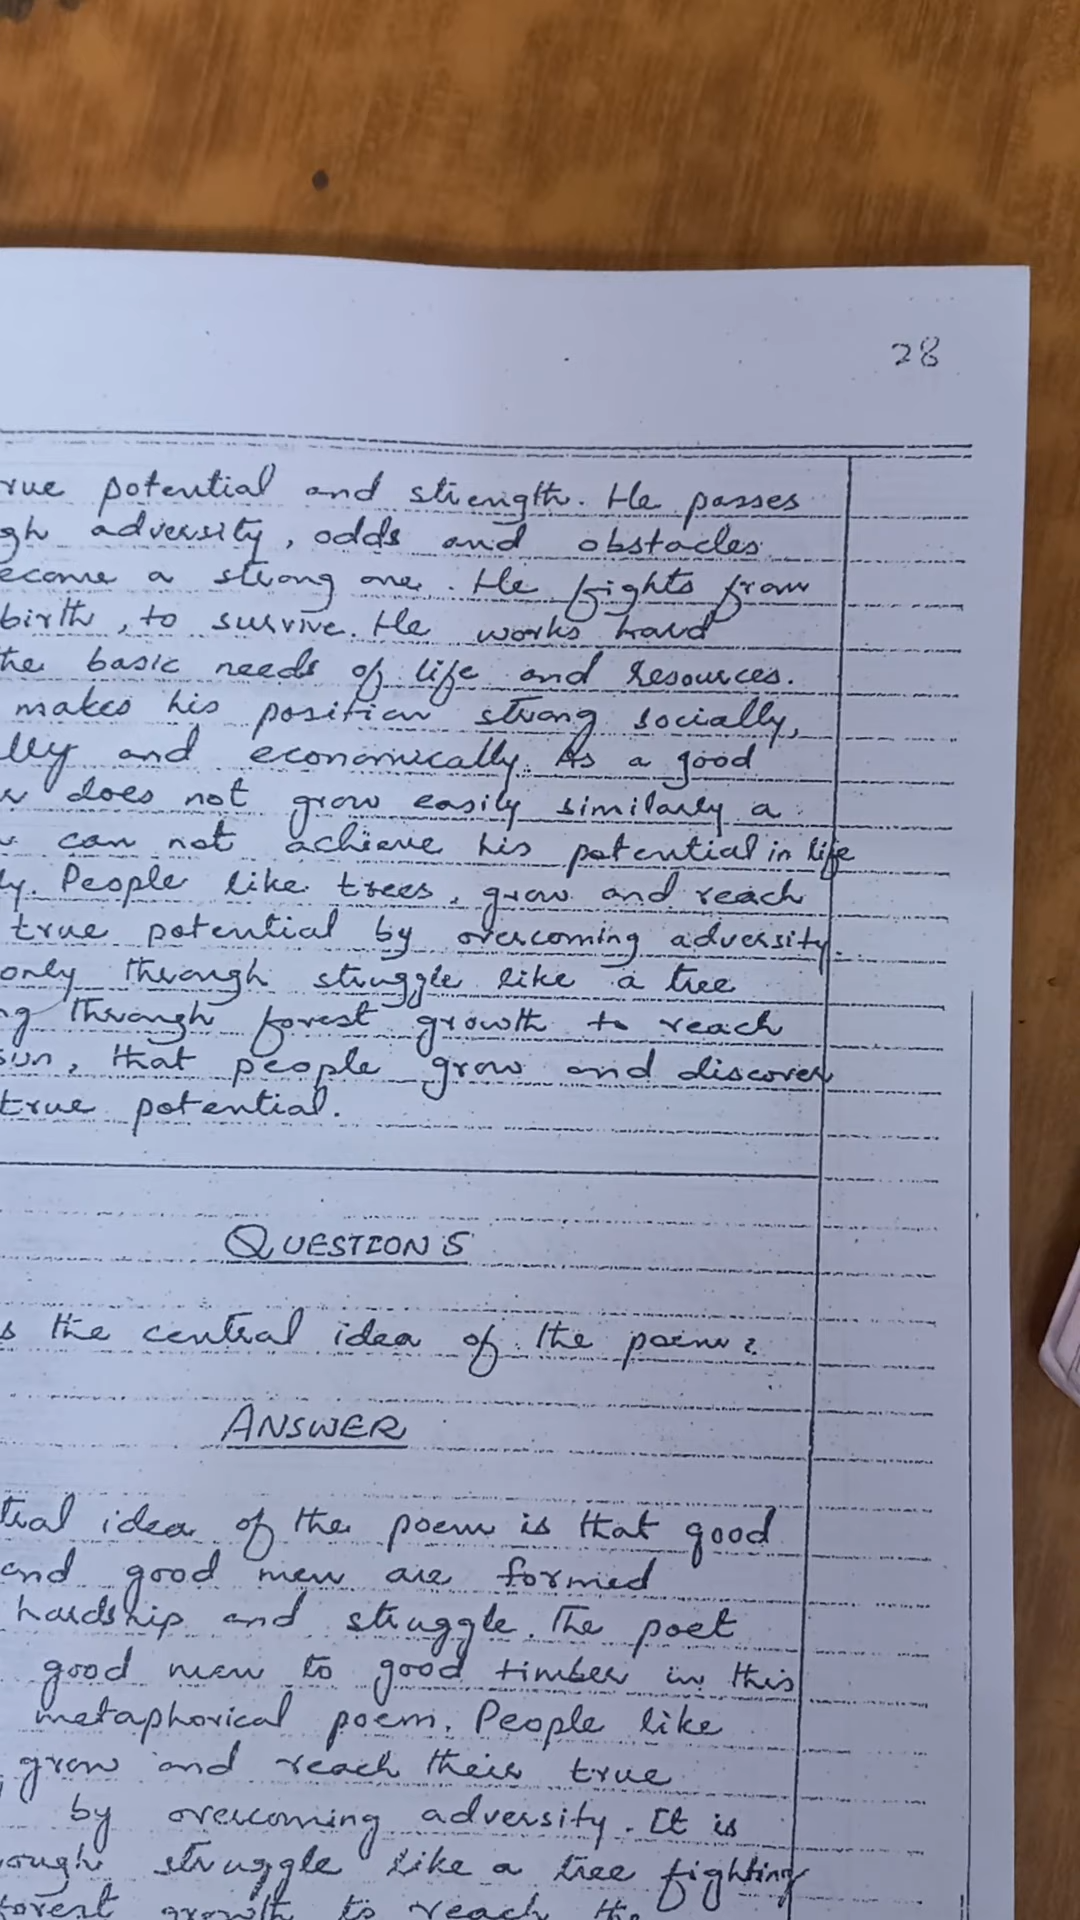 28
rue potential and strength. He passes
gh adversity, odds and obstacles
ecome a strong one. He fights from
birth, to survive. He works hard
the basic needs of life and resources.
makes his position strong socially,
lly and economically. As a good
does not grow easily similarly a
can not achieve his potential in life
ly. People like trees, grow and reach
true potential by overcoming adversity.
only through struggle like a tree
ng through forest growth to reach
sun, that people grow and discover
true potential.
QUESTION 5
s the central idea of the poem?
ANSWER
tral idea of the poem is that good
and good men are formed
hardship and struggle. The poet
good men to good timber in this
metaphorical poem. People like
grow and reach their true
by overcoming adversity. It is
rough struggle like a tree fighting
forest growth to reach the